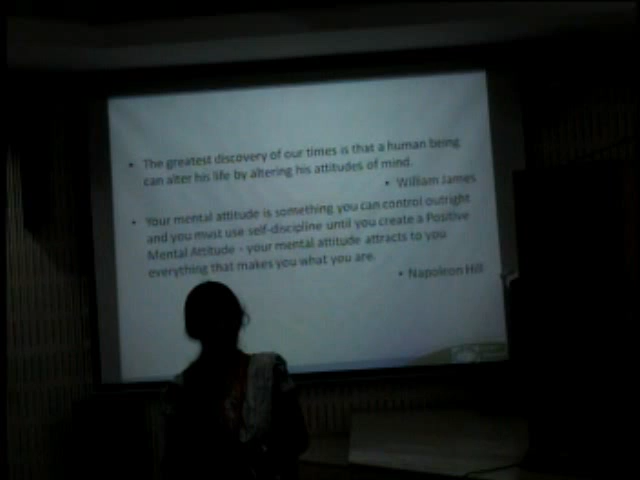 • The greatest discovery of our times is that a human being
can alter his life by altering his attitudes of mind.
• William James
• Your mental attitude is something you can control outright
and you must use self-discipline until you create a Positive
Mental Attitude - your mental attitude attracts to you
everything that makes you what you are.
• Napoleon Hill